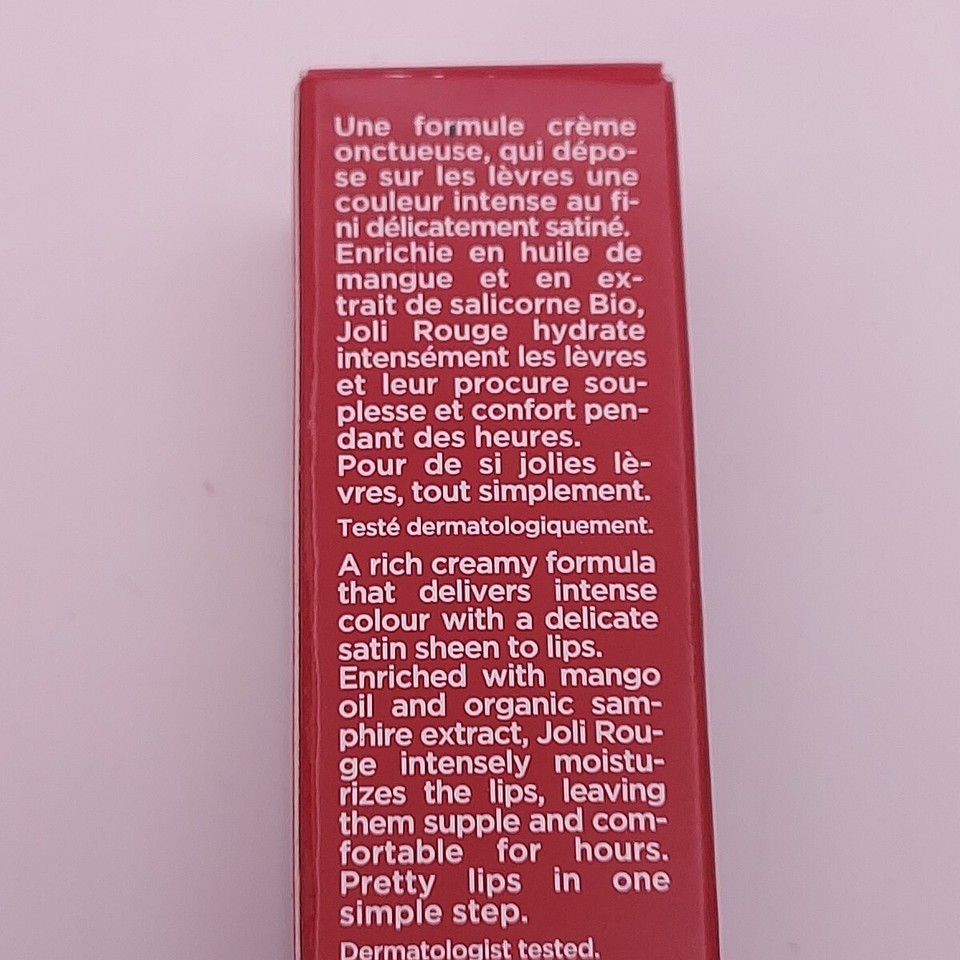 Une formule crème
onctueuse, qui dépo-
se sur les lèvres une
couleur intense au fi-
ni délicatement satiné.
Enrichie en huile de
mangue et en ex-
trait de salicorne Bio,
Joli Rouge hydrate
intensément les lèvres
et leur procure sou-
plesse et confort pen-
dant des heures.
Pour de si jolies lè-
vres, tout simplement.
Testé dermatologiquement.
A rich creamy formula
that delivers intense
colour with a delicate
satin sheen to lips.
Enriched with mango
oil and organic sam-
phire extract, Joli Rou-
ge intensely moistu-
rizes the lips, leaving
them supple and com-
fortable for hours.
Pretty lips in one
simple step.
Dermatologist tested.